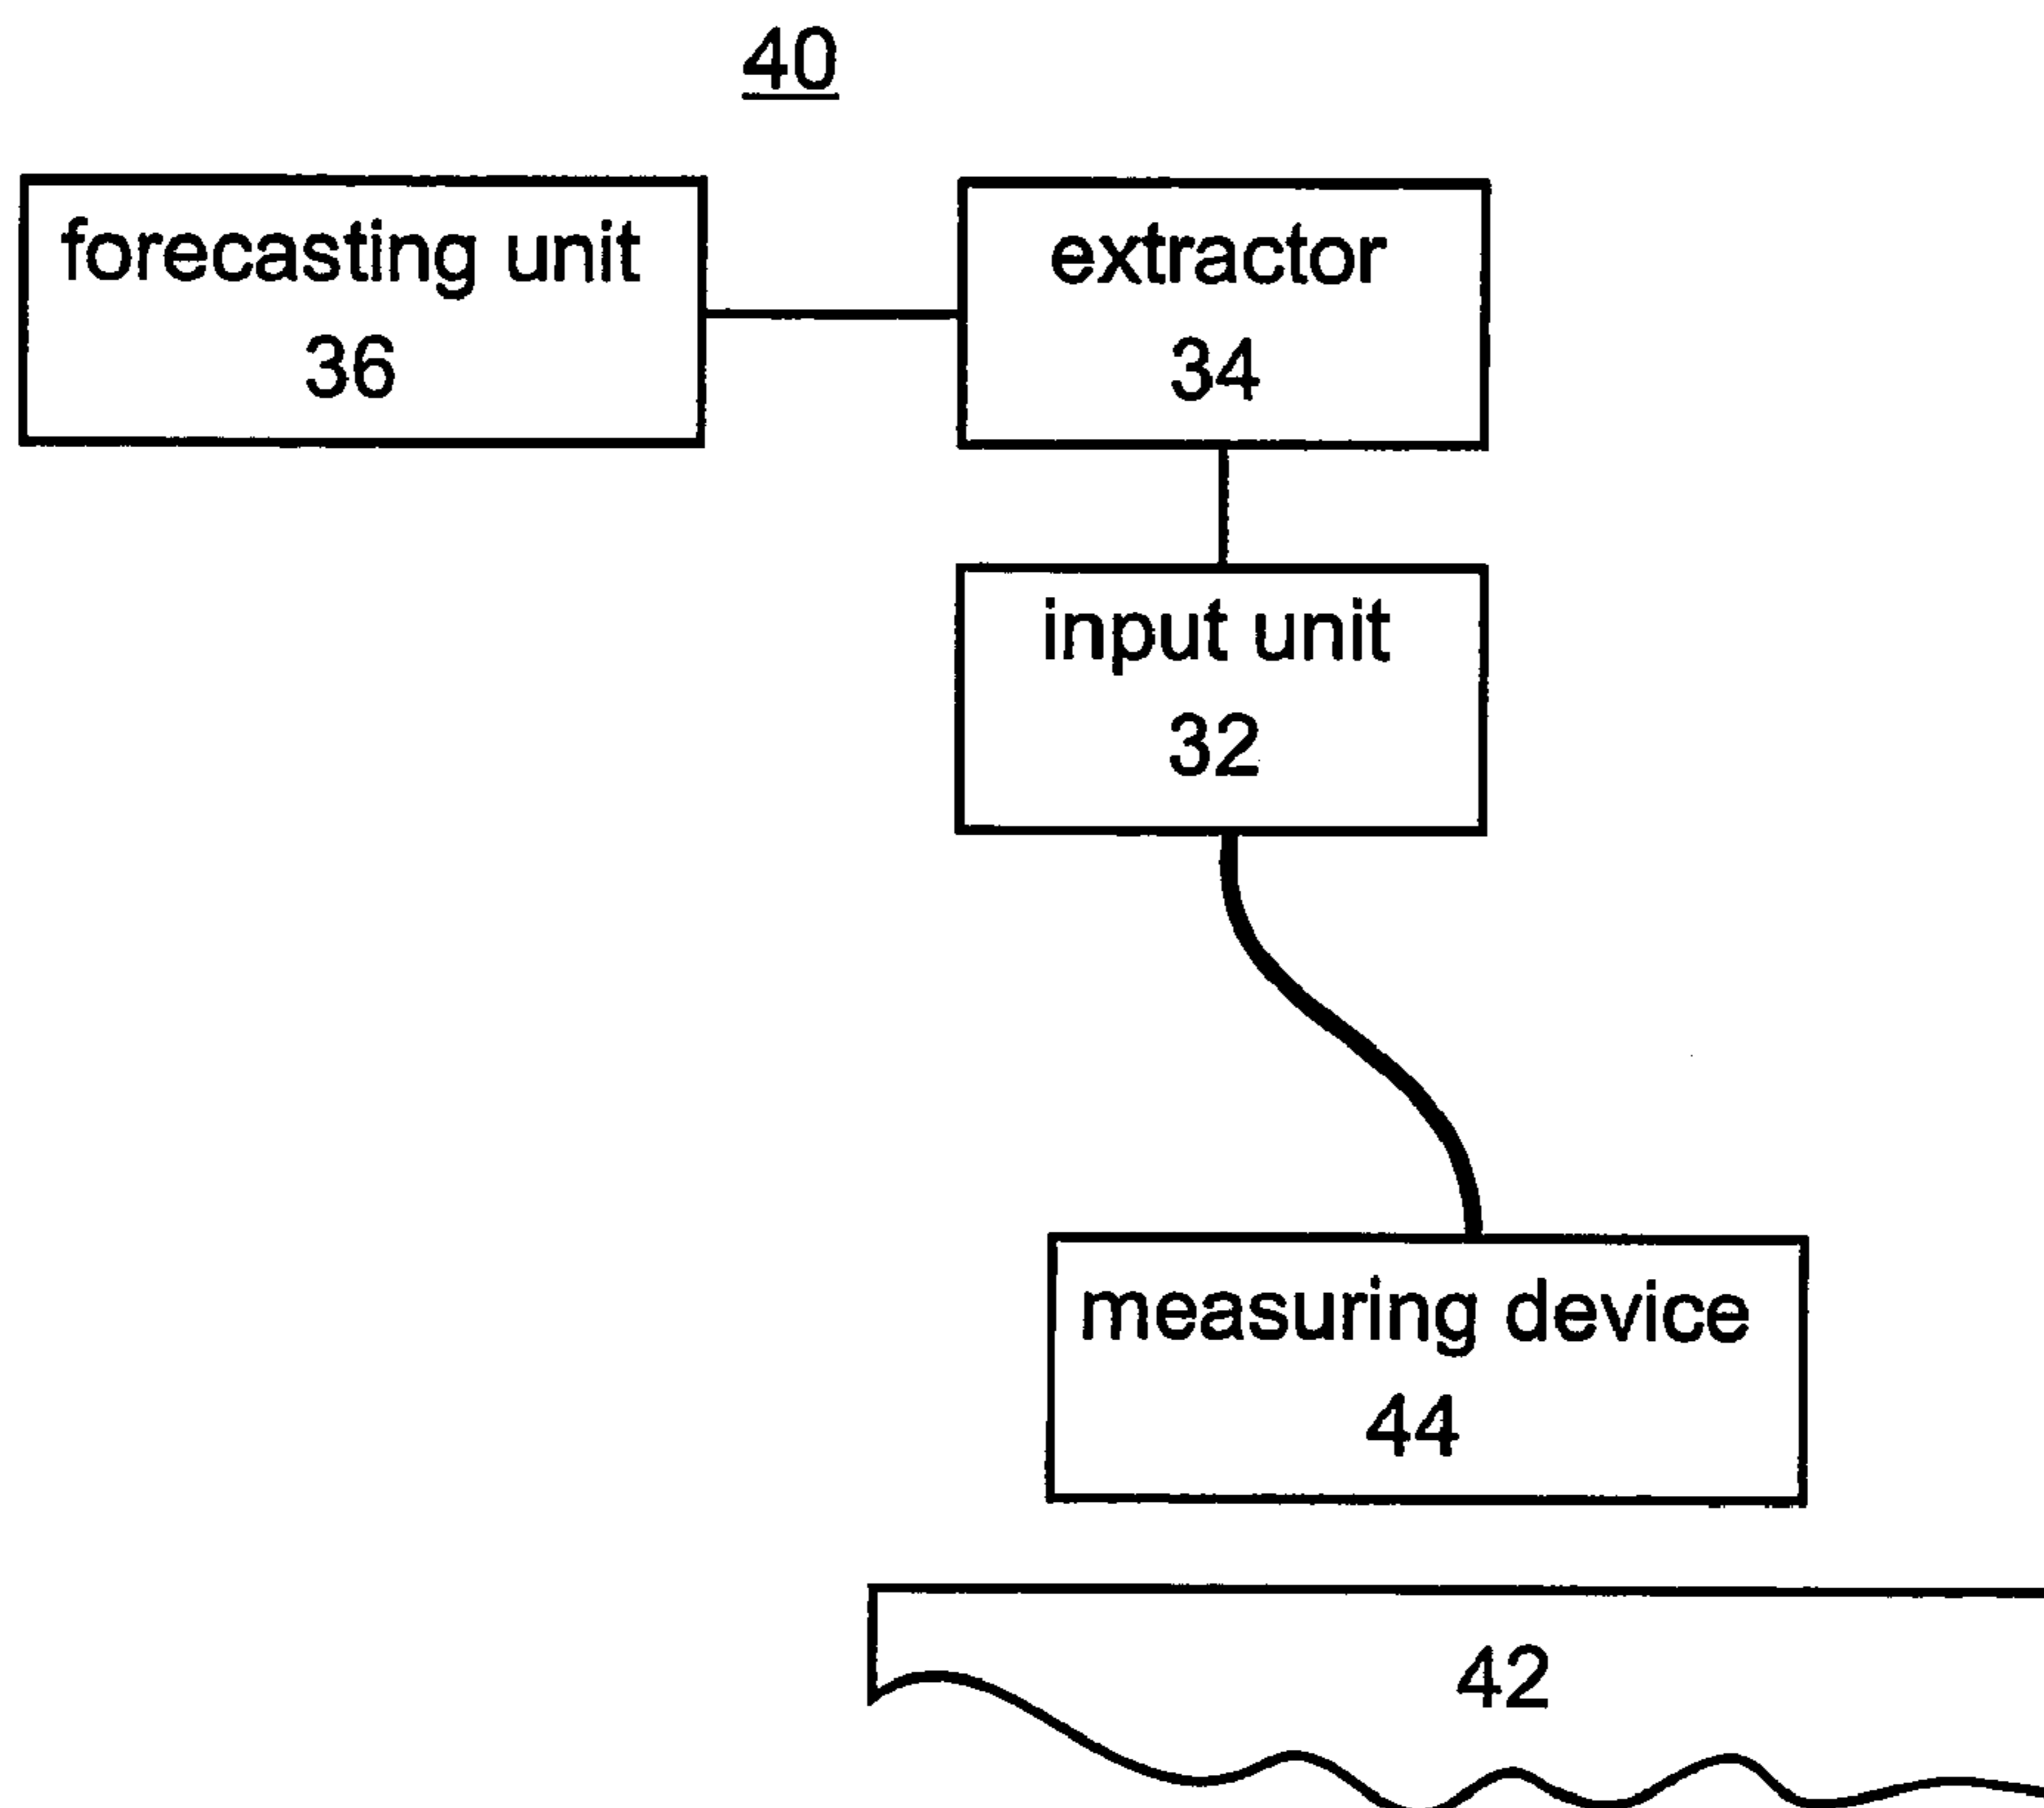 40
forecasting unit
36
extractor
34
input unit
32
measuring device
44
42